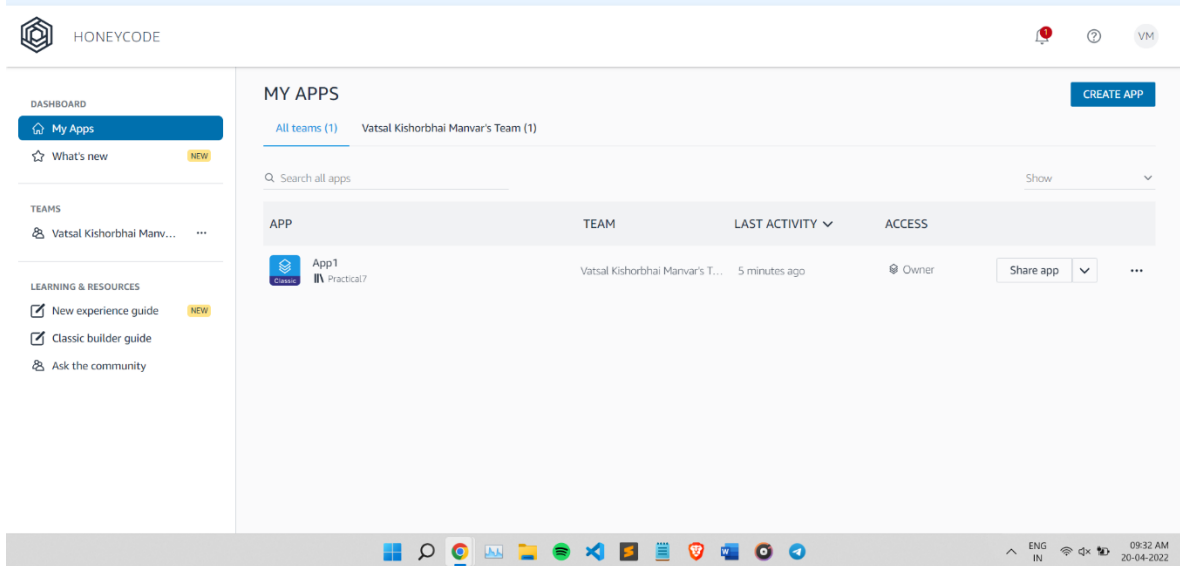 HONEYCODE
1
VM
DASHBOARD
My Apps
What's new NEW
TEAMS
Vatsal Kishorbhai Manv... ...
LEARNING & RESOURCES
New experience guide NEW
Classic builder guide
Ask the community
MY APPS
CREATE APP
All teams (1) Vatsal Kishorbhai Manvar's Team (1)
Search all apps Show
APP TEAM LAST ACTIVITY ACCESS
App1
Classic Practical7 Vatsal Kishorbhai Manvar's T... 5 minutes ago Owner Share app ...
ENG 09:32 AM
IN 20-04-2022